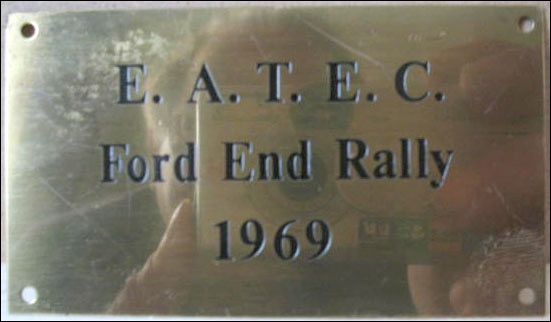 E. A. T. E. C.
Ford End Rally
1969